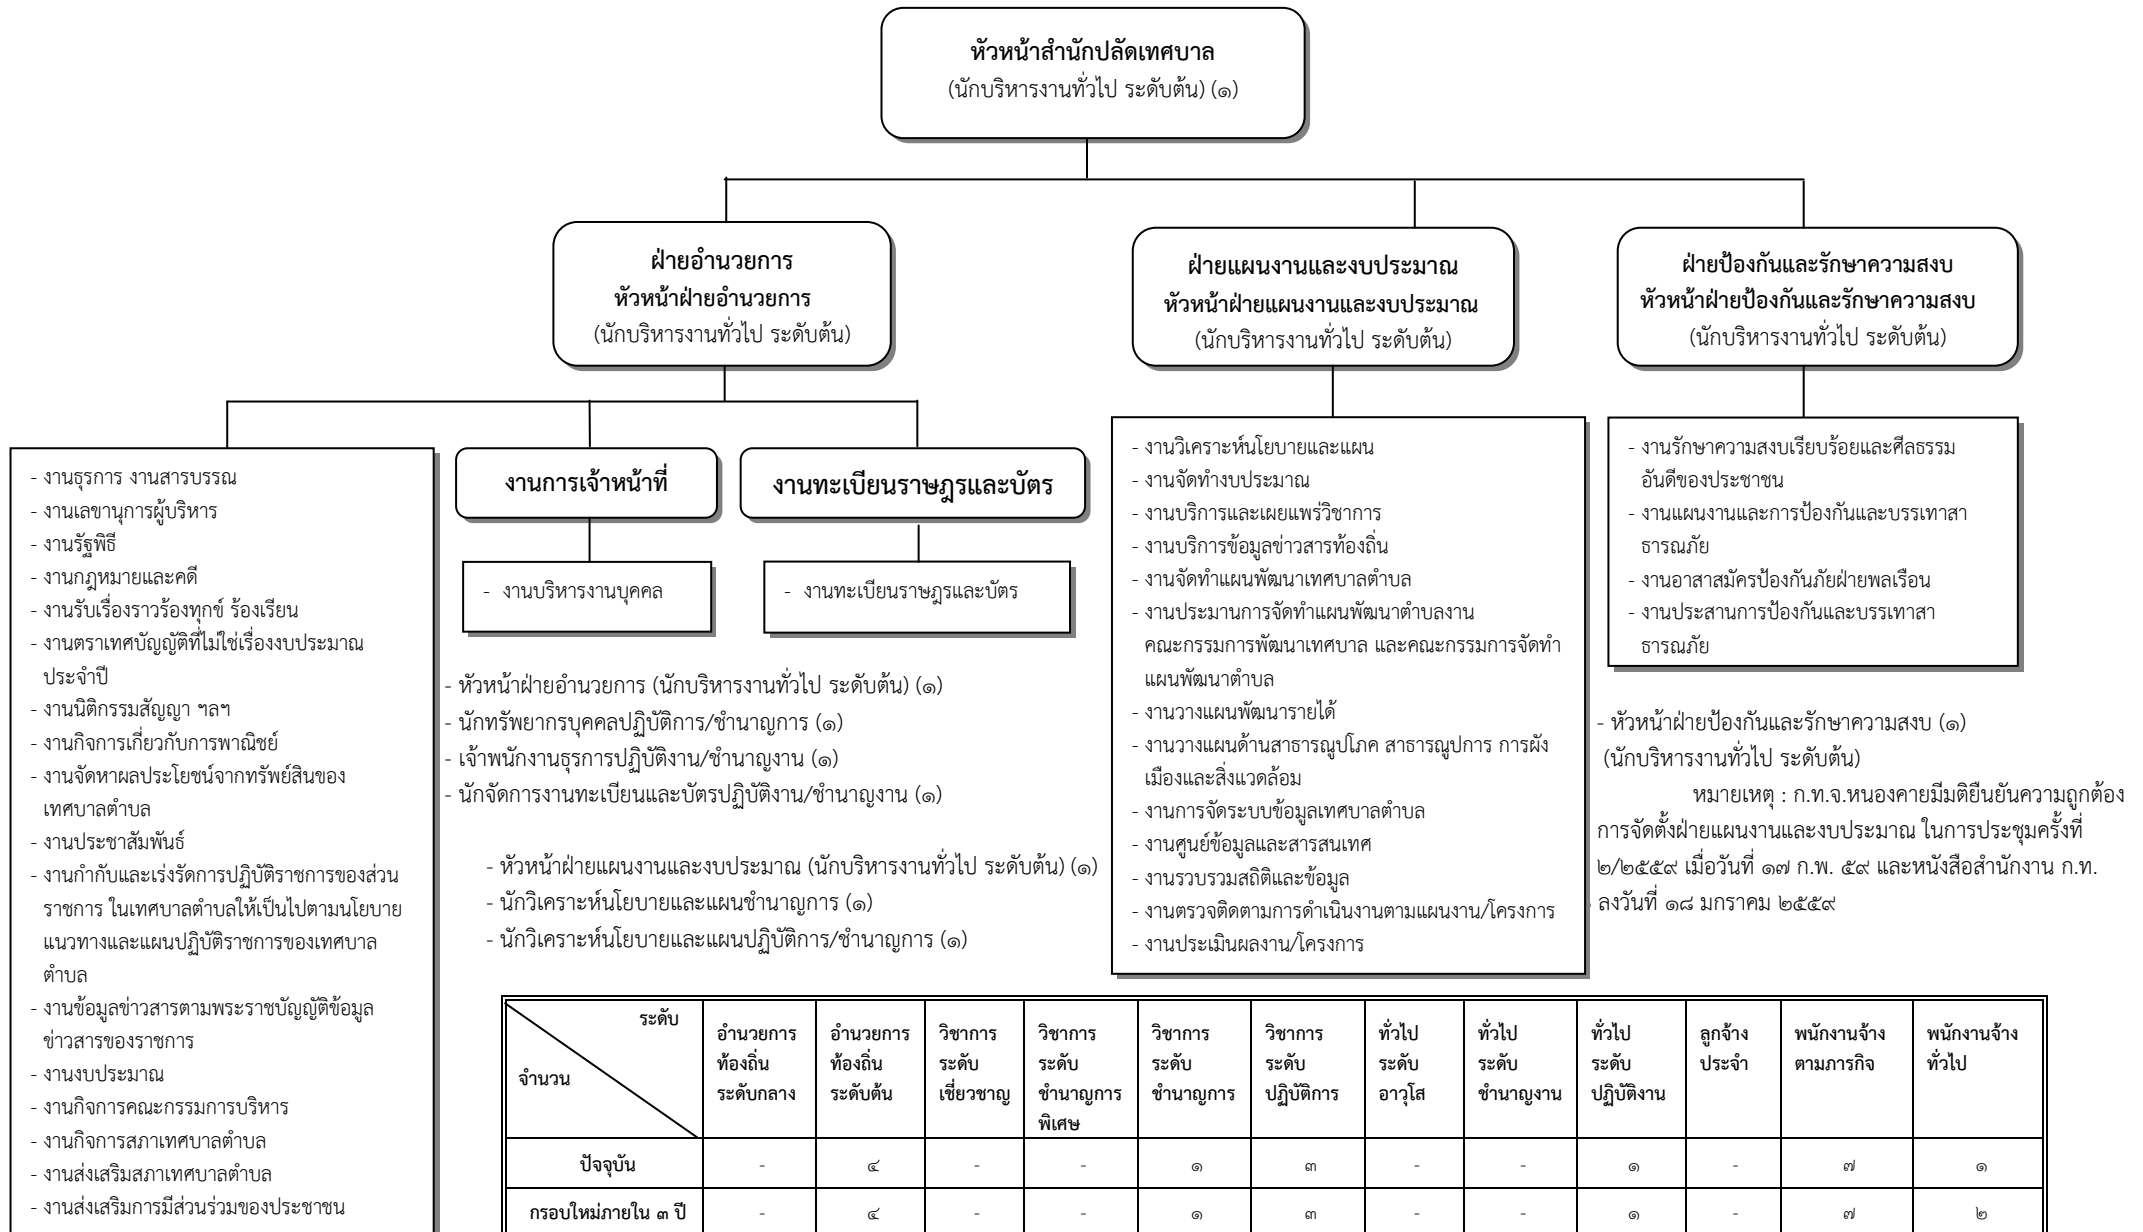 หัวหน้าสำนักปลัดเทศบาล
(นักบริหารงานทั่วไป ระดับต้น) (๑)
ฝ่ายอำนวยการ
หัวหน้าฝ่ายอำนวยการ
(นักบริหารงานทั่วไป ระดับต้น)
ฝ่ายแผนงานและงบประมาณ
หัวหน้าฝ่ายแผนงานและงบประมาณ
(นักบริหารงานทั่วไป ระดับต้น)
ฝ่ายป้องกันและรักษาความสงบ
หัวหน้าฝ่ายป้องกันและรักษาความสงบ
(นักบริหารงานทั่วไป ระดับต้น)
- งานธุรการ งานสารบรรณ
- งานเลขานุการผู้บริหาร
- งานรัฐพิธี
- งานกฎหมายและคดี
- งานรับเรื่องราวร้องทุกข์ ร้องเรียน
- งานตราเทศบัญญัติที่ไม่ใช่เรื่องงบประมาณ
ประจำปี
- งานนิติกรรมสัญญา ฯลฯ
- งานกิจการเกี่ยวกับการพาณิชย์
- งานจัดหาผลประโยชน์จากทรัพย์สินของ
เทศบาลตำบล
- งานประชาสัมพันธ์
- งานกำกับและเร่งรัดการปฏิบัติราชการของส่วน
ราชการ ในเทศบาลตำบลให้เป็นไปตามนโยบาย
แนวทางและแผนปฏิบัติราชการของเทศบาล
ตำบล
- งานข้อมูลข่าวสารตามพระราชบัญญัติข้อมูล
ข่าวสารของราชการ
- งานงบประมาณ
- งานกิจการคณะกรรมการบริหาร
- งานกิจการสภาเทศบาลตำบล
- งานส่งเสริมสภาเทศบาลตำบล
- งานส่งเสริมการมีส่วนร่วมของประชาชน
งานการเจ้าหน้าที่
- งานบริหารงานบุคคล
งานทะเบียนราษฎรและบัตร
- งานทะเบียนราษฎรและบัตร
- หัวหน้าฝ่ายอำนวยการ (นักบริหารงานทั่วไป ระดับต้น) (๑)
- นักทรัพยากรบุคคลปฏิบัติการ/ชำนาญการ (๑)
- เจ้าพนักงานธุรการปฏิบัติงาน/ชำนาญงาน (๑)
- นักจัดการงานทะเบียนและบัตรปฏิบัติงาน/ชำนาญงาน (๑)
- หัวหน้าฝ่ายแผนงานและงบประมาณ (นักบริหารงานทั่วไป ระดับต้น) (๑)
- นักวิเคราะห์นโยบายและแผนชำนาญการ (๑)
- นักวิเคราะห์นโยบายและแผนปฏิบัติการ/ชำนาญการ (๑)
- งานวิเคราะห์นโยบายและแผน
- งานจัดทำงบประมาณ
- งานบริการและเผยแพร่วิชาการ
- งานบริการข้อมูลข่าวสารท้องถิ่น
- งานจัดทำแผนพัฒนาเทศบาลตำบล
- งานประมานการจัดทำแผนพัฒนาตำบลงาน
คณะกรรมการพัฒนาเทศบาล และคณะกรรมการจัดทำ
แผนพัฒนาตำบล
- งานวางแผนพัฒนารายได้
- งานวางแผนด้านสาธารณูปโภค สาธารณูปการ การผัง
เมืองและสิ่งแวดล้อม
- งานการจัดระบบข้อมูลเทศบาลตำบล
- งานศูนย์ข้อมูลและสารสนเทศ
- งานรวบรวมสถิติและข้อมูล
- งานตรวจติดตามการดำเนินงานตามแผนงาน/โครงการ
- งานประเมินผลงาน/โครงการ
- งานรักษาความสงบเรียบร้อยและศีลธรรม
อันดีของประชาชน
- งานแผนงานและการป้องกันและบรรเทาสา
ธารณภัย
- งานอาสาสมัครป้องกันภัยฝ่ายพลเรือน
- งานประสานการป้องกันและบรรเทาสา
ธารณภัย
- หัวหน้าฝ่ายป้องกันและรักษาความสงบ (๑)
(นักบริหารงานทั่วไป ระดับต้น)
หมายเหตุ : ก.ท.จ.หนองคายมีมติยืนยันความถูกต้อง
การจัดตั้งฝ่ายแผนงานและงบประมาณ ในการประชุมครั้งที่
๒/๒๕๕๙ เมื่อวันที่ ๑๗ ก.พ. ๕๙ และหนังสือสำนักงาน ก.ท.
ลงวันที่ ๑๘ มกราคม ๒๕๕๙
ระดับ
จำนวน
อำนวยการ
ท้องถิ่น
ระดับกลาง
อำนวยการ
ท้องถิ่น
ระดับต้น
วิชาการ
ระดับ
เชี่ยวชาญ
วิชาการ
ระดับ
ชำนาญการ
พิเศษ
วิชาการ
ระดับ
ชำนาญการ
วิชาการ
ระดับ
ปฏิบัติการ
ทั่วไป
ระดับ
อาวุโส
ทั่วไป
ระดับ
ชำนาญงาน
ทั่วไป
ระดับ
ปฏิบัติงาน
ลูกจ้าง
ประจำ
พนักงานจ้าง
ตามภารกิจ
พนักงานจ้าง
ทั่วไป
ปัจจุบัน - ๔ - - ๑ ๓ - - ๑ - ๗ ๑
กรอบใหม่ภายใน ๓ ปี - ๔ - - ๑ ๓ - - ๑ - ๗ ๒